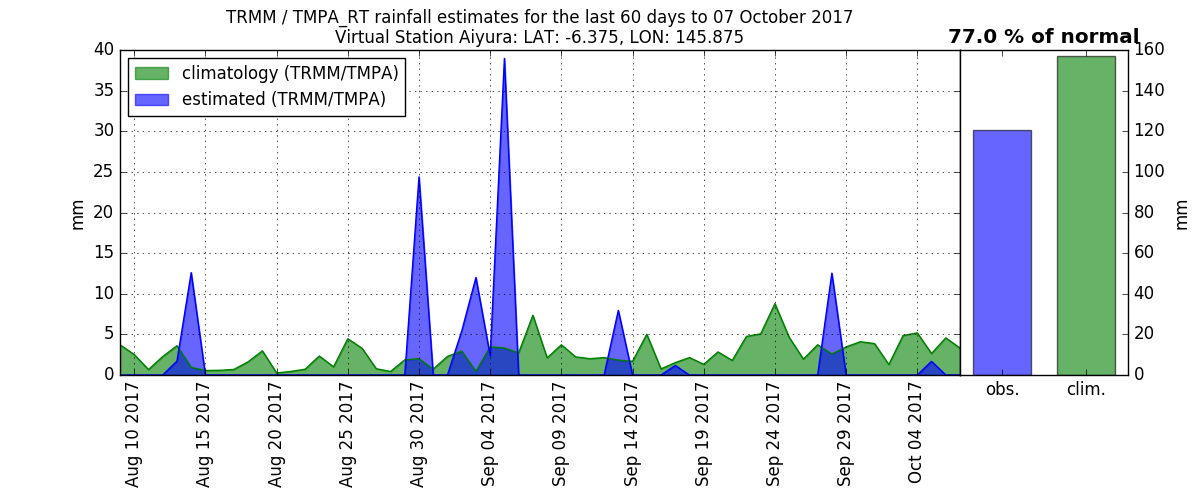 TRMM / TMPA_RT rainfall estimates for the last 60 days to 07 October 2017
Virtual Station Aiyura: LAT: -6.375, LON: 145.875
77.0 % of normal
climatology (TRMM/TMPA)
estimated (TRMM/TMPA)
40
35
30
25
20
15
10
5
0
mm
160
140
120
100
80
60
40
20
0
mm
Aug 10 2017
Aug 15 2017
Aug 20 2017
Aug 25 2017
Aug 30 2017
Sep 04 2017
Sep 09 2017
Sep 14 2017
Sep 19 2017
Sep 24 2017
Sep 29 2017
Oct 04 2017
obs.
clim.